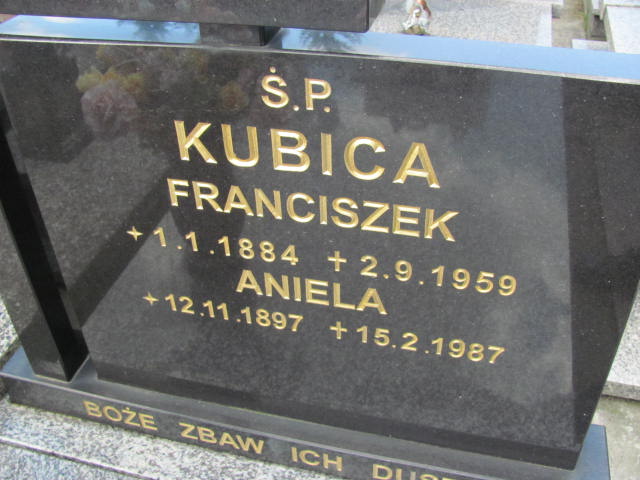 Ś.P.
KUBICA
FRANCISZEK
✦1.1.1884 ✝2.9.1959
ANIELA
✦12.11.1897 ✝15.2.1987
BOŻE ZBAW ICH